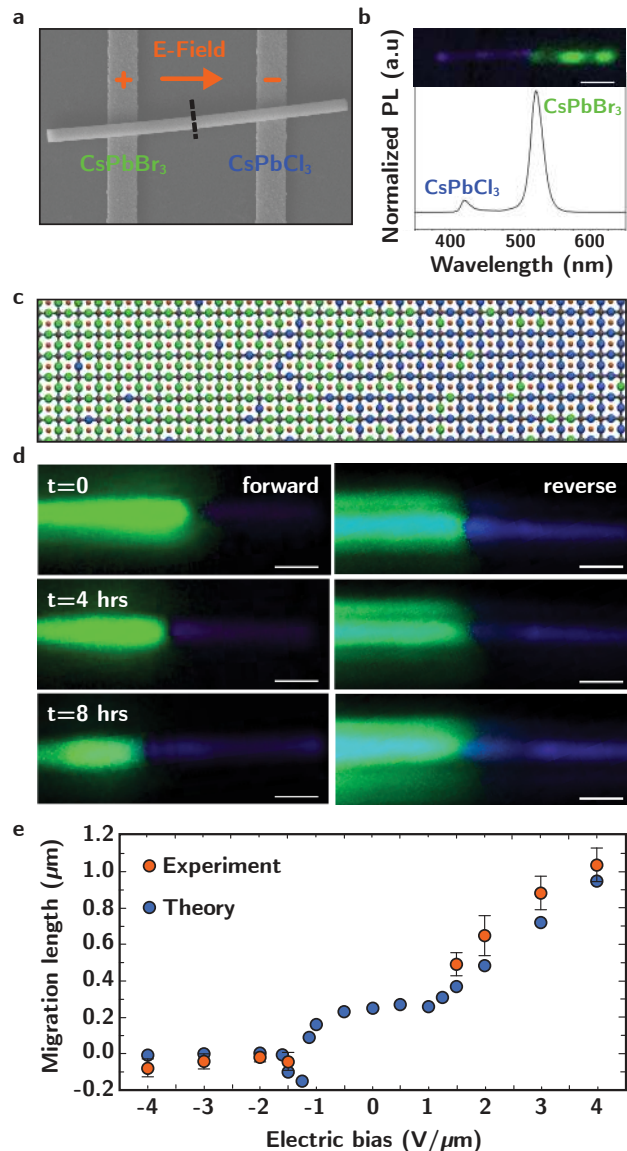 a
E-Field
+
−
CsPbBr₃
CsPbCl₃
b
Normalized PL (a.u)
CsPbBr₃
CsPbCl₃
400
500
600
Wavelength (nm)
c
d
t=0
forward
reverse
t=4 hrs
t=8 hrs
e
1.2
1.0
0.8
0.6
0.4
0.2
0.0
-0.2
Migration length (μm)
Experiment
Theory
-4
-3
-2
-1
0
1
2
3
4
Electric bias (V/μm)